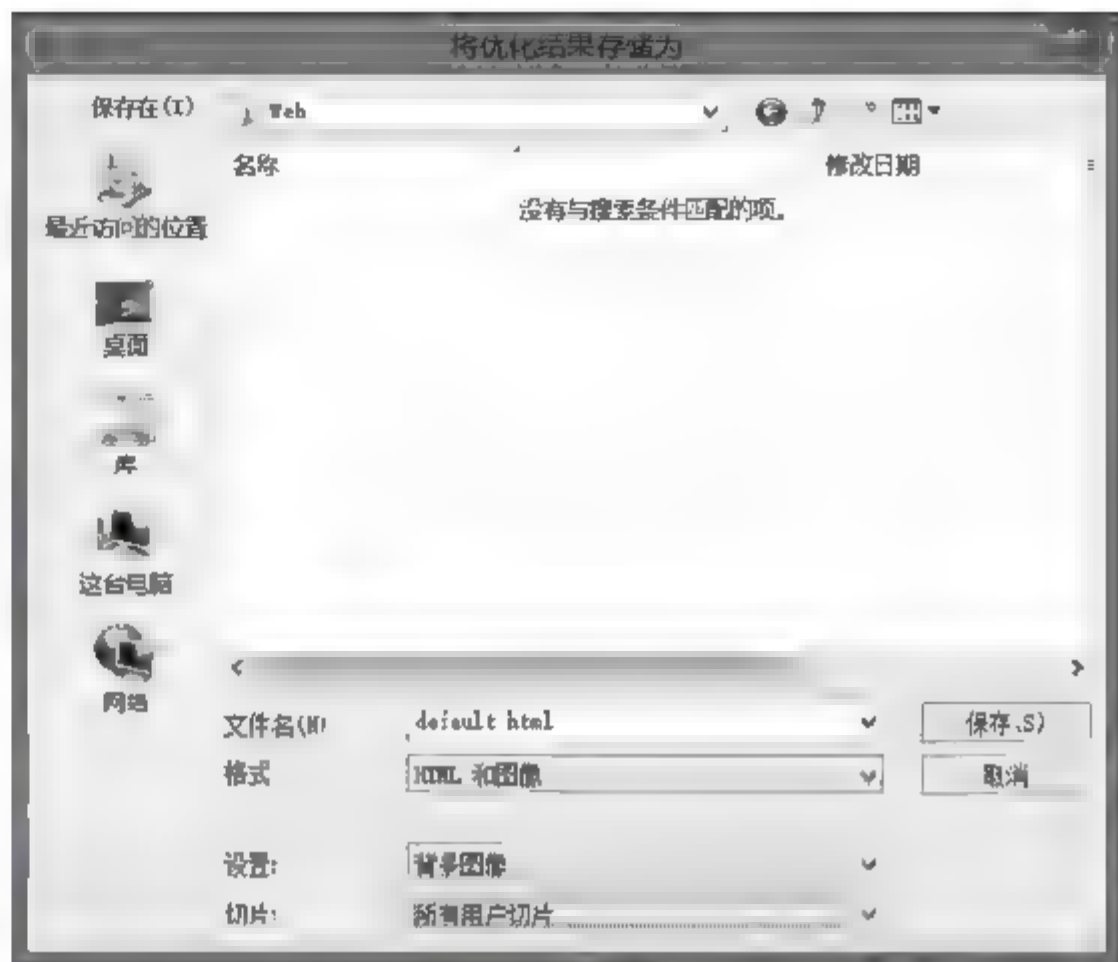 将优化结果存储为
保存在(I)
Web
名称
修改日期
没有与搜索条件匹配的项。
最近访问的位置
桌面
库
这台电脑
网络
文件名(N)
default html
保存(S)
格式
HTML 和图像
取消
设置:
背景图像
切片:
所有用户切片